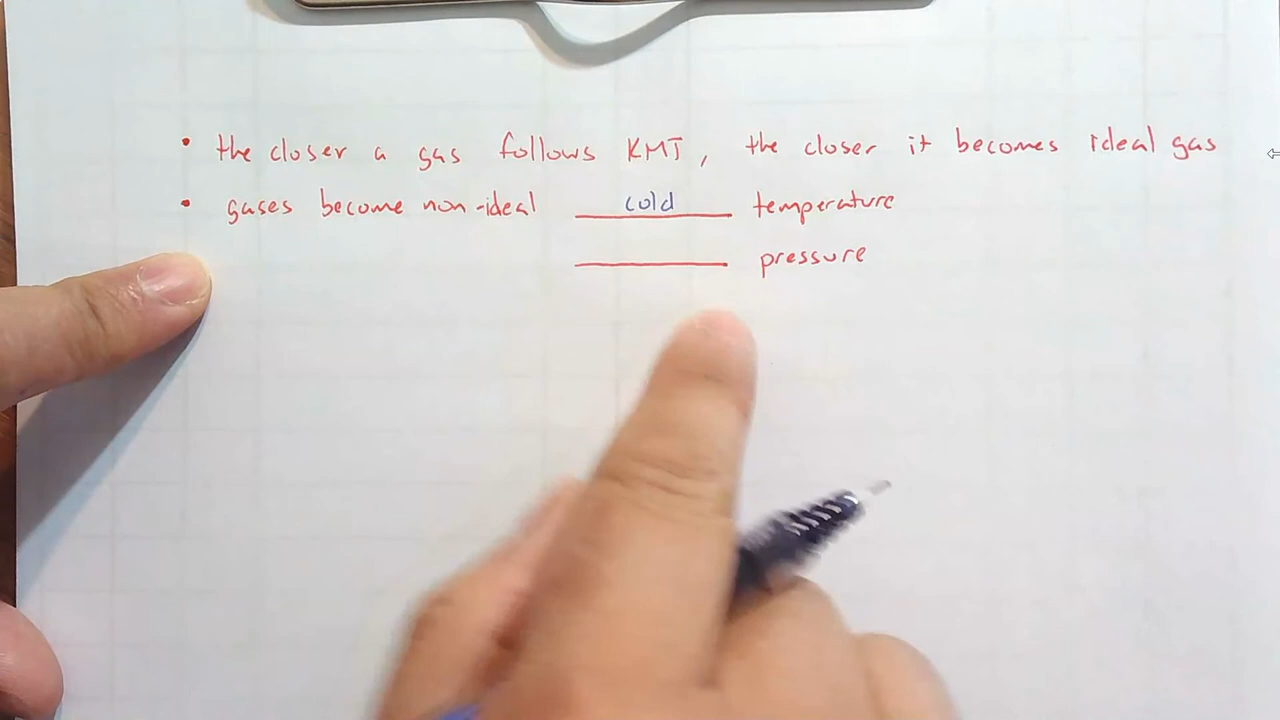 • the closer a gas follows KMT, the closer it becomes ideal gas
• gases become non-ideal cold temperature
pressure